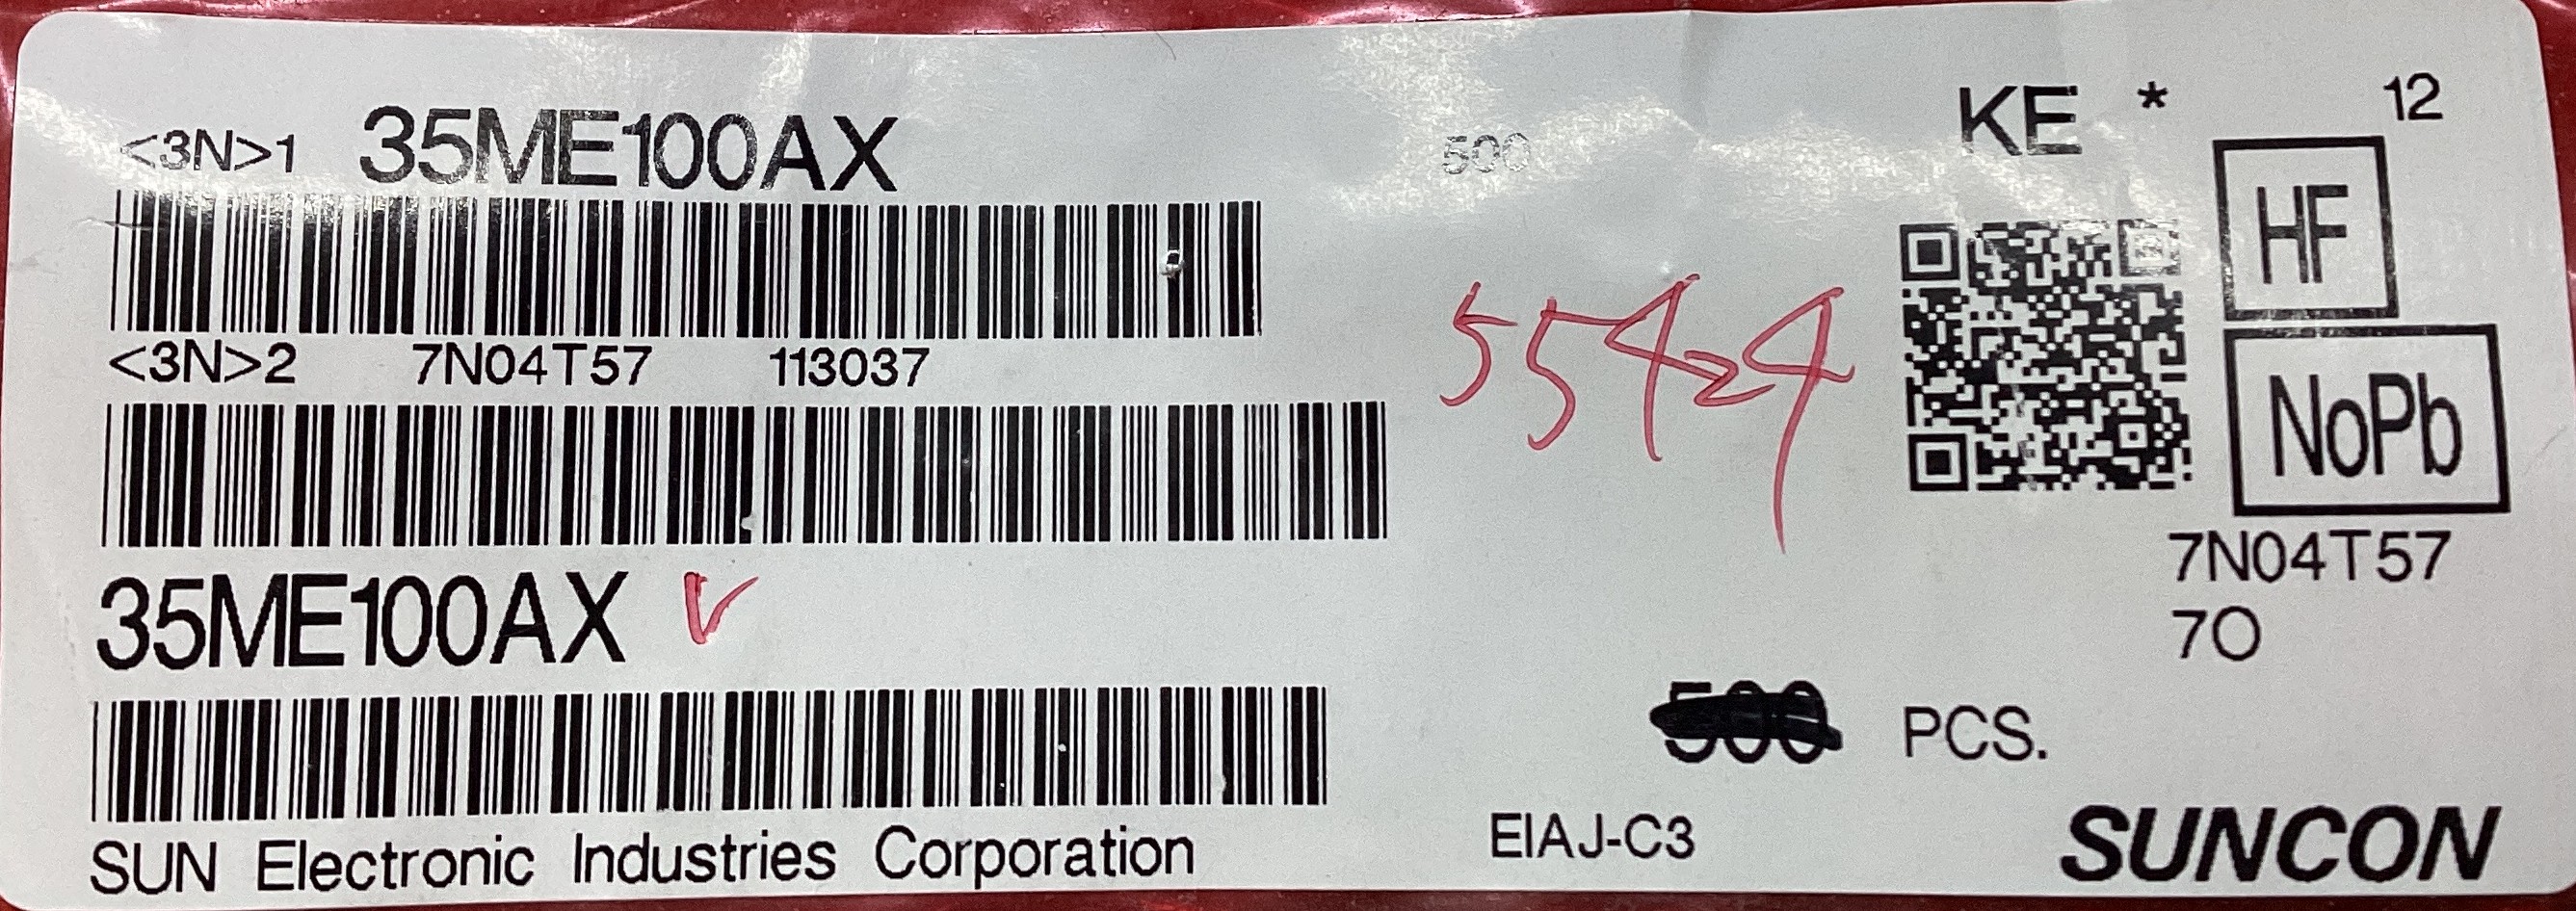 KE * 12
<3N>1 35ME100AX 500
HF
<3N>2 7N04T57 113037
NoPb
7N04T57
35ME100AX
7O
500 PCS.
EIAJ-C3
SUN Electronic Industries Corporation
SUNCON